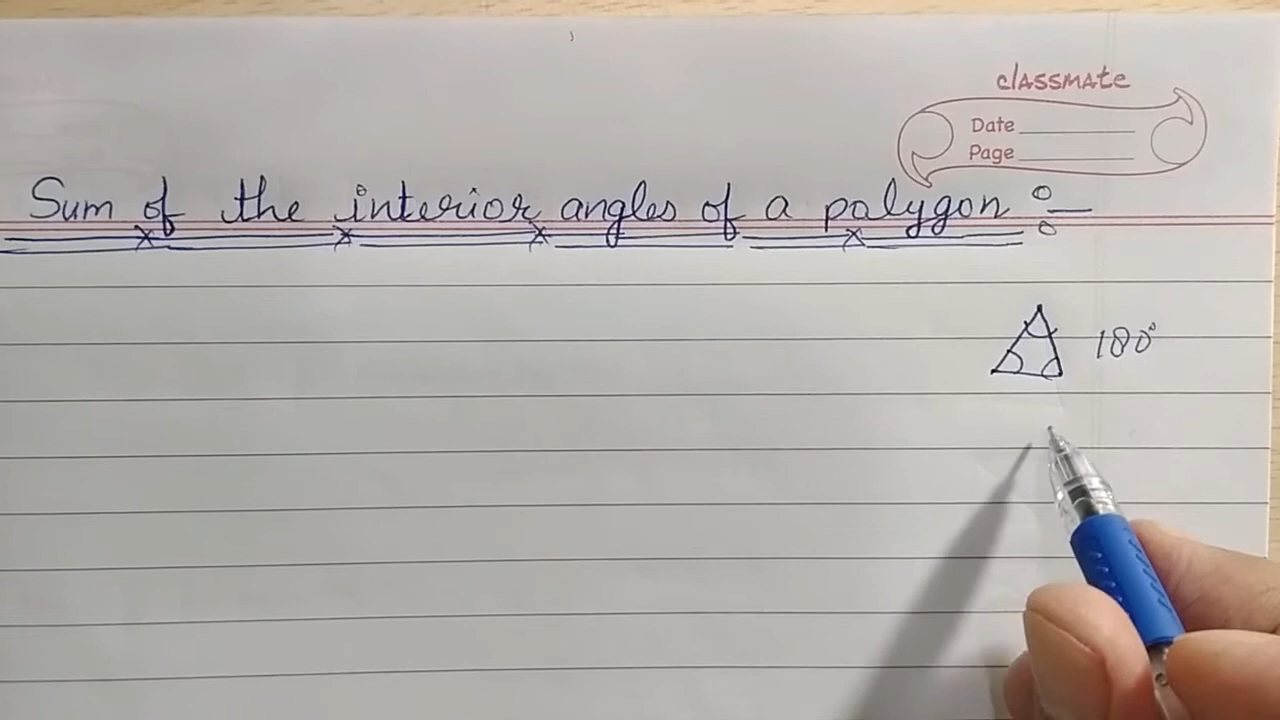 classmate
Date
Page
Sum of the interior angles of a polygon :-
180°